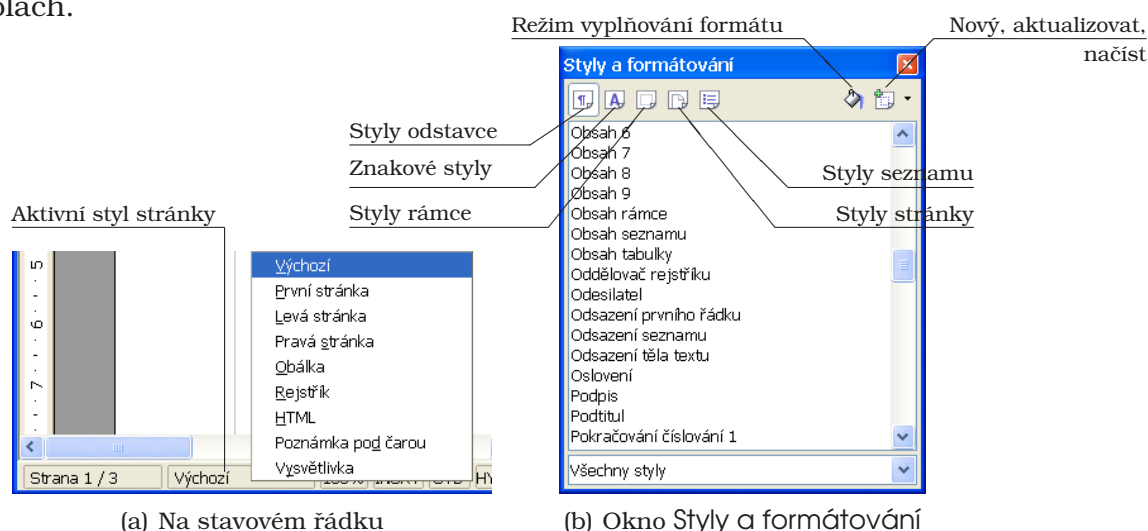 olách.
Režim vyplňování formátu
Nový, aktualizovat,
načíst
Styly a formátování
Styly odstavce
Znakové styly
Styly rámce
Styly seznamu
Styly stránky
Obsah 6
Obsah 7
Obsah 8
Obsah 9
Obsah rámce
Obsah seznamu
Obsah tabulky
Oddělovač rejstříku
Odesilatel
Odsazení prvního řádku
Odsazení seznamu
Odsazení těla textu
Oslovení
Podpis
Podtitul
Pokračování číslování 1
Všechny styly
Aktivní styl stránky
5
6
7
Výchozí
První stránka
Levá stránka
Pravá stránka
Obálka
Rejstřík
HTML
Poznámka pod čarou
Vysvětlivka
Strana 1 / 3
Výchozí
(a) Na stavovém řádku
(b) Okno Styly a formátování